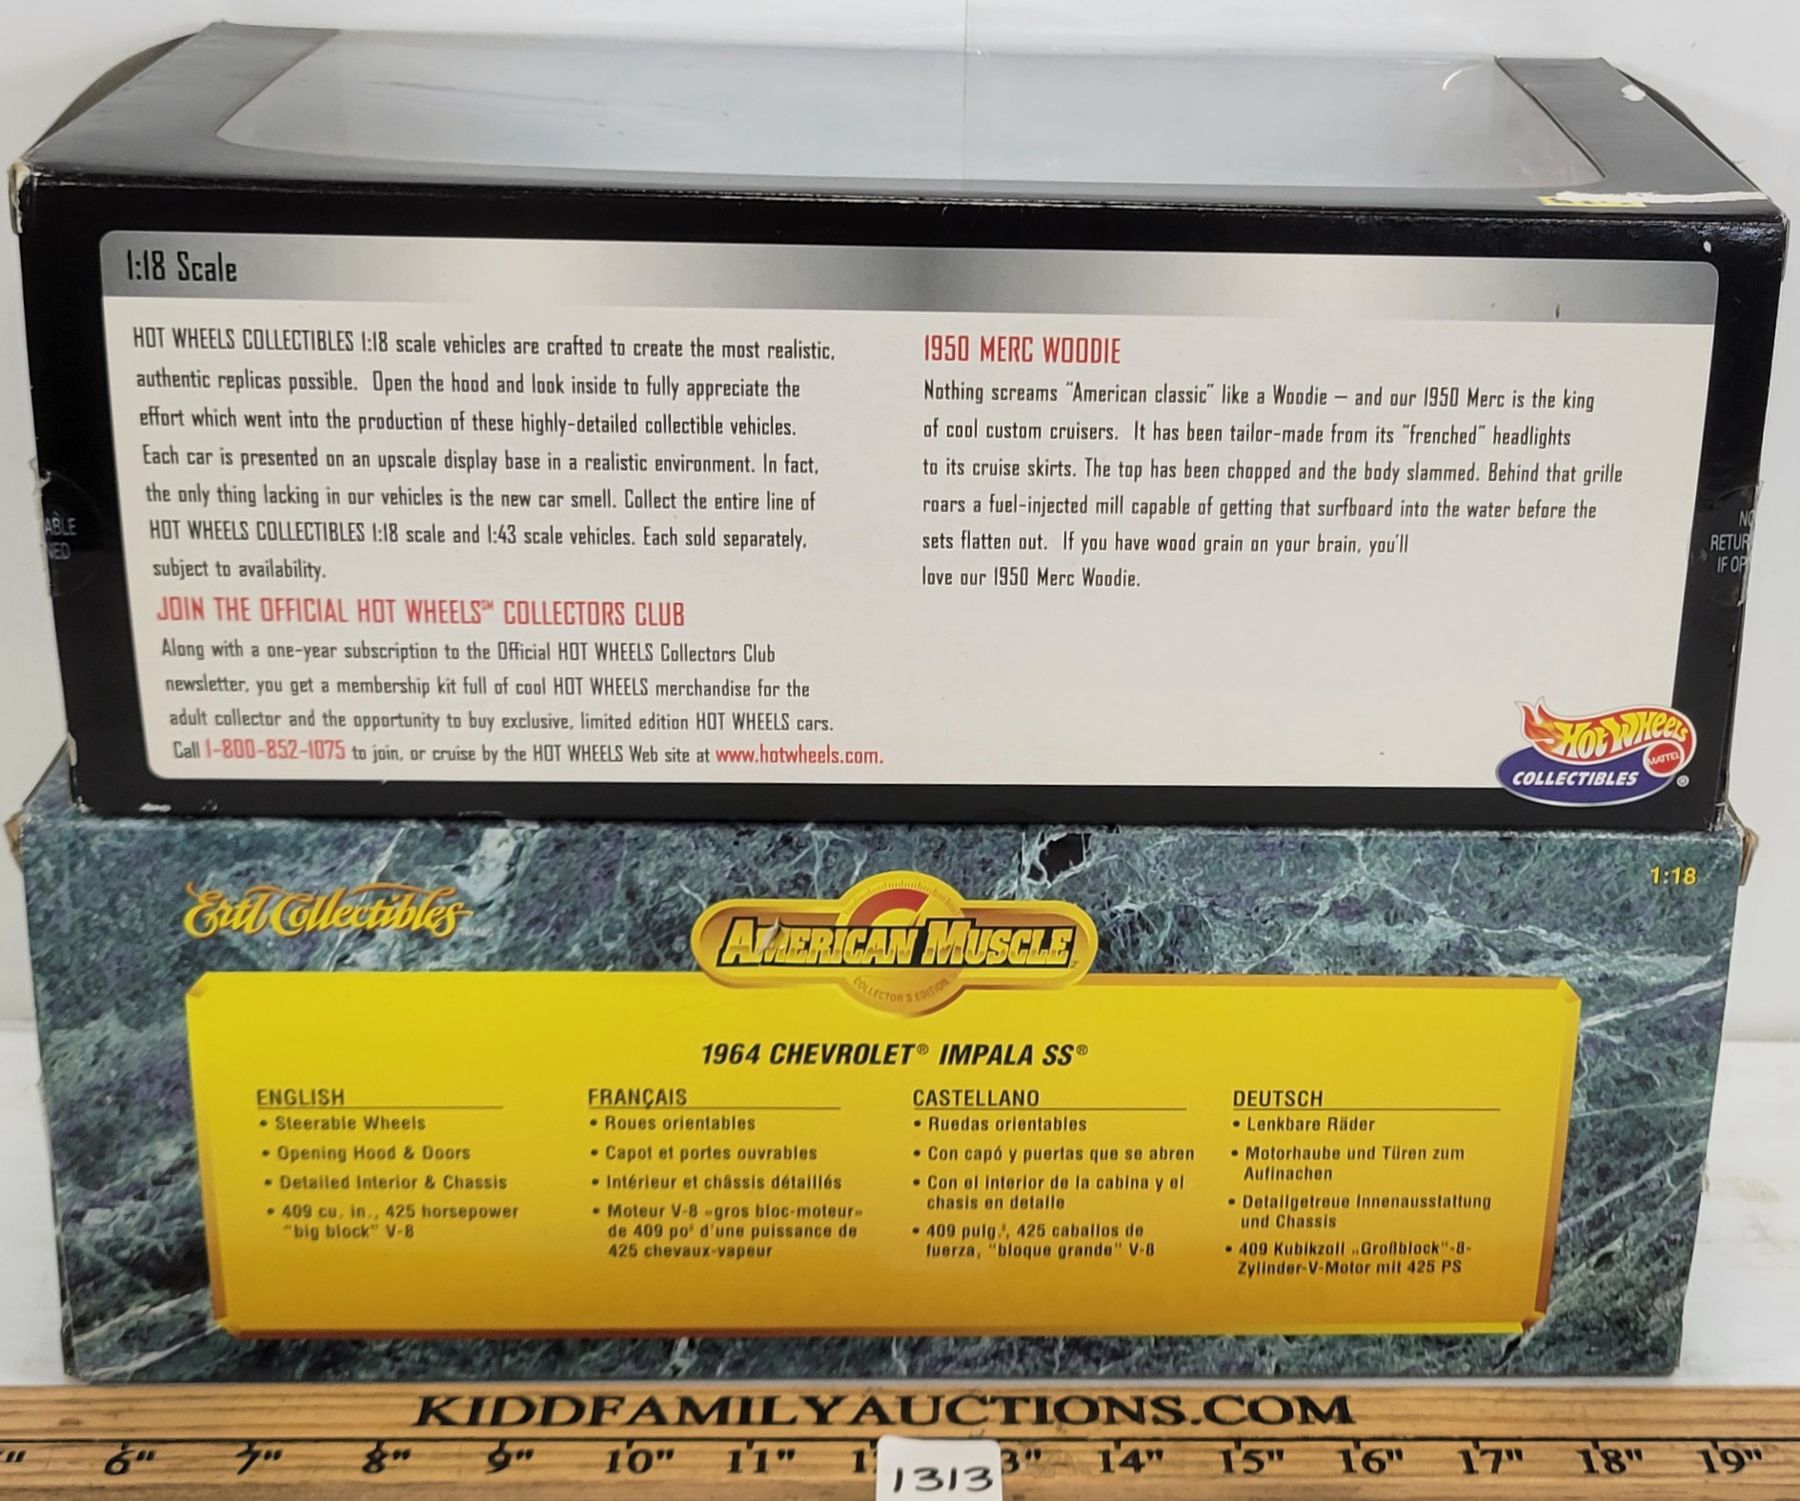 1:18 Scale
HOT WHEELS COLLECTIBLES 1:18 scale vehicles are crafted to create the most realistic,
authentic replicas possible. Open the hood and look inside to fully appreciate the
effort which went into the production of these highly-detailed collectible vehicles.
Each car is presented on an upscale display base in a realistic environment. In fact,
the only thing lacking in our vehicles is the new car smell. Collect the entire line of
HOT WHEELS COLLECTIBLES 1:18 scale and 1:43 scale vehicles. Each sold separately,
subject to availability.
JOIN THE OFFICIAL HOT WHEELS℠ COLLECTORS CLUB
Along with a one-year subscription to the Official HOT WHEELS Collectors Club
newsletter, you get a membership kit full of cool HOT WHEELS merchandise for the
adult collector and the opportunity to buy exclusive, limited edition HOT WHEELS cars.
Call 1-800-852-1075 to join, or cruise by the HOT WHEELS Web site at www.hotwheels.com.
1950 MERC WOODIE
Nothing screams "American classic" like a Woodie – and our 1950 Merc is the king
of cool custom cruisers. It has been tailor-made from its "frenched" headlights
to its cruise skirts. The top has been chopped and the body slammed. Behind that grille
roars a fuel-injected mill capable of getting that surfboard into the water before the
sets flatten out. If you have wood grain on your brain, you'll
love our 1950 Merc Woodie.
Hot Wheels
MATTEL
COLLECTIBLES ®
ABLE
NED
NO
RETUR
IF OP
Ertl Collectibles
AMERICAN MUSCLE
COLLECTOR'S EDITION
1:18
1964 CHEVROLET® IMPALA SS®
ENGLISH
• Steerable Wheels
• Opening Hood & Doors
• Detailed Interior & Chassis
• 409 cu. in., 425 horsepower
"big block" V-8
FRANÇAIS
• Roues orientables
• Capot et portes ouvrables
• Intérieur et châssis détaillés
• Moteur V-8 «gros bloc-moteur»
de 409 po³ d'une puissance de
425 chevaux-vapeur
CASTELLANO
• Ruedas orientables
• Con capó y puertas que se abren
• Con el interior de la cabina y el
chasis en detalle
• 409 pulg.³, 425 caballos de
fuerza, "bloque grande" V-8
DEUTSCH
• Lenkbare Räder
• Motorhaube und Türen zum
Aufmachen
• Detailgetreue Innenausstattung
und Chassis
• 409 Kubikzoll „Großblock"-8-
Zylinder-V-Motor mit 425 PS
KIDDFAMILYAUCTIONS.COM
6" 7" 8" 9" 10" 11" 1 3" 14" 15" 16" 17" 18" 19"
1313